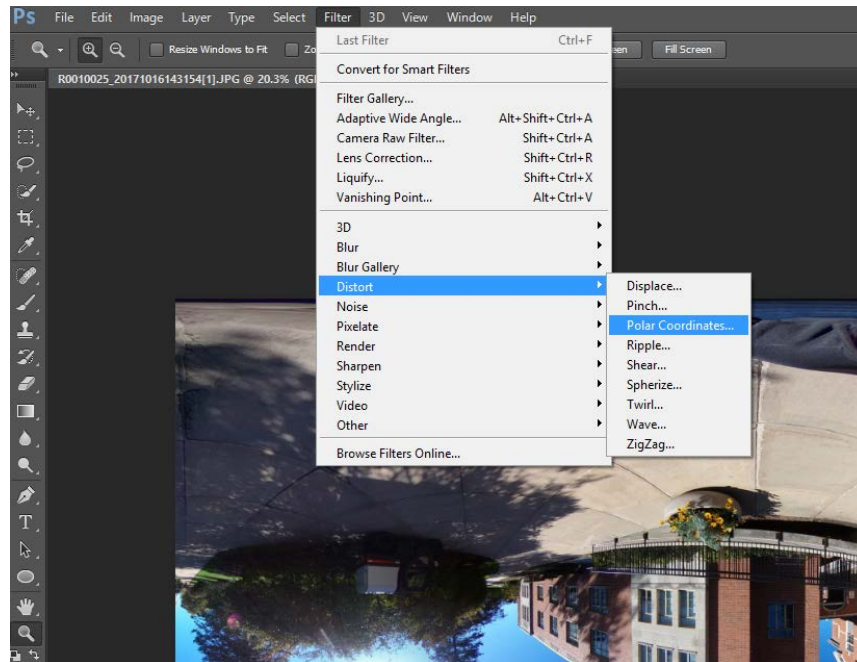 Ps File Edit Image Layer Type Select Filter 3D View Window Help
Resize Windows to Fit Fill Screen
R0010025_20171016143154[1].JPG @ 20.3%
Last Filter Ctrl+F
Convert for Smart Filters
Filter Gallery...
Adaptive Wide Angle... Alt+Shift+Ctrl+A
Camera Raw Filter... Shift+Ctrl+A
Lens Correction... Shift+Ctrl+R
Liquify... Shift+Ctrl+X
Vanishing Point... Alt+Ctrl+V
3D
Blur
Blur Gallery
Distort
Noise
Pixelate
Render
Sharpen
Stylize
Video
Other
Browse Filters Online...
Displace...
Pinch...
Polar Coordinates...
Ripple...
Shear...
Spherize...
Twirl...
Wave...
ZigZag...